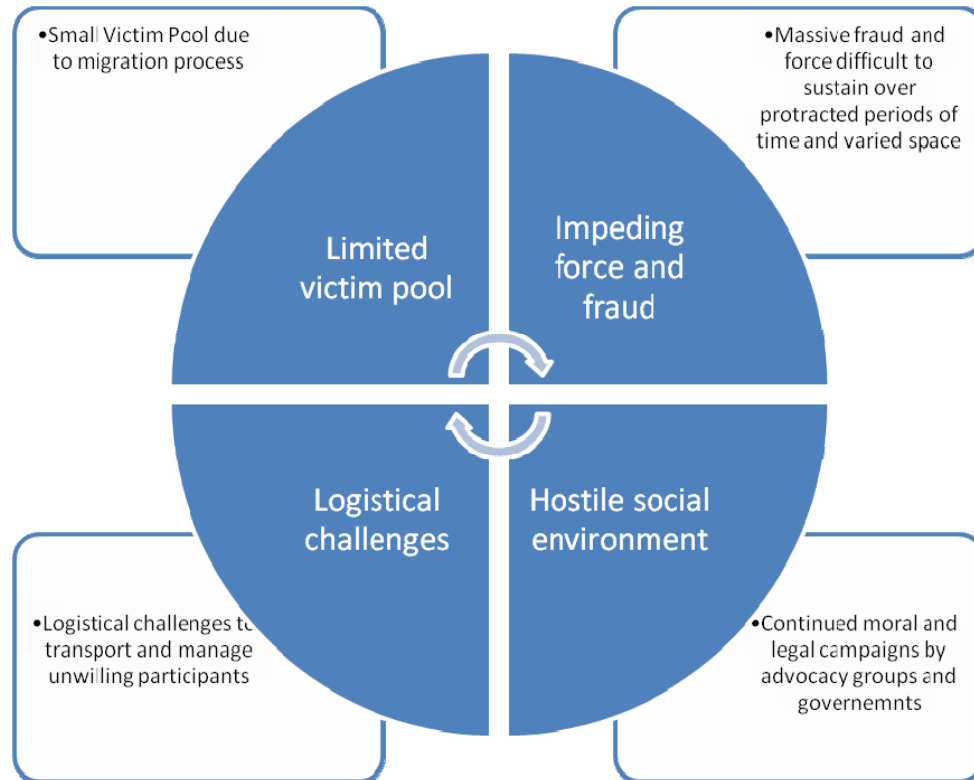 •Small Victim Pool due
to migration process
•Massive fraud and
force difficult to
sustain over
protracted periods of
time and varied space
Limited
victim pool
Impeding
force and
fraud
Logistical
challenges
Hostile social
environment
•Logistical challenges to
transport and manage
unwilling participants
•Continued moral and
legal campaigns by
advocacy groups and
governemnts